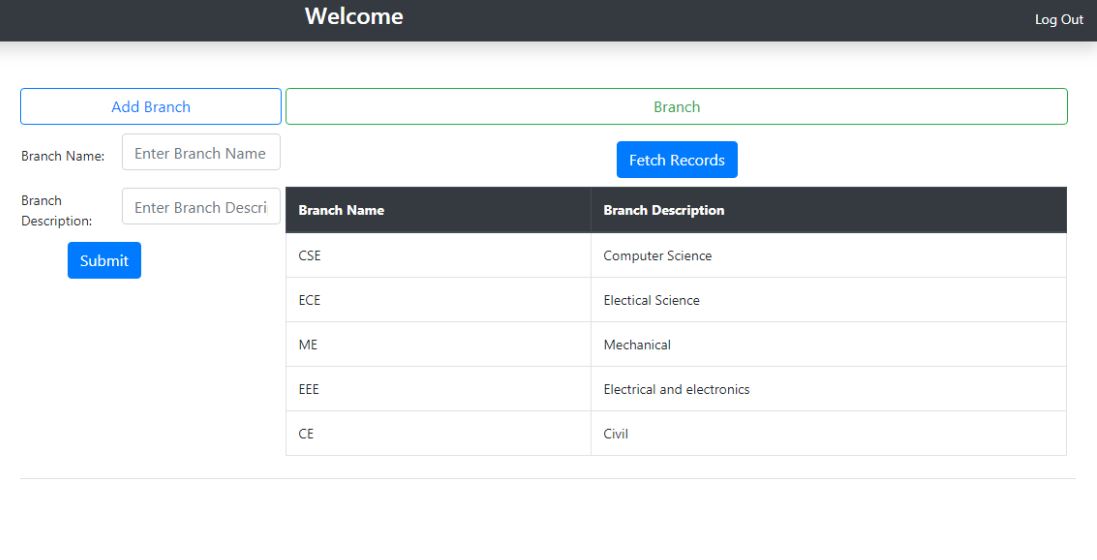 Welcome
Log Out
Add Branch
Branch
Branch Name:
Enter Branch Name
Fetch Records
Branch
Description:
Enter Branch Descri
Submit
Branch Name Branch Description
CSE Computer Science
ECE Electical Science
ME Mechanical
EEE Electrical and electronics
CE Civil